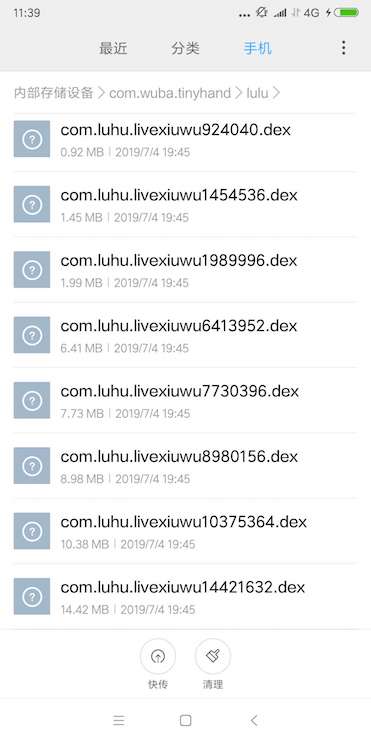 11:39
4G
最近 分类 手机
内部存储设备 > com.wuba.tinyhand > lulu >
com.luhu.livexiuwu924040.dex
0.92 MB | 2019/7/4 19:45
com.luhu.livexiuwu1454536.dex
1.45 MB | 2019/7/4 19:45
com.luhu.livexiuwu1989996.dex
1.99 MB | 2019/7/4 19:45
com.luhu.livexiuwu6413952.dex
6.41 MB | 2019/7/4 19:45
com.luhu.livexiuwu7730396.dex
7.73 MB | 2019/7/4 19:45
com.luhu.livexiuwu8980156.dex
8.98 MB | 2019/7/4 19:45
com.luhu.livexiuwu10375364.dex
10.38 MB | 2019/7/4 19:45
com.luhu.livexiuwu14421632.dex
14.42 MB | 2019/7/4 19:45
快传 清理